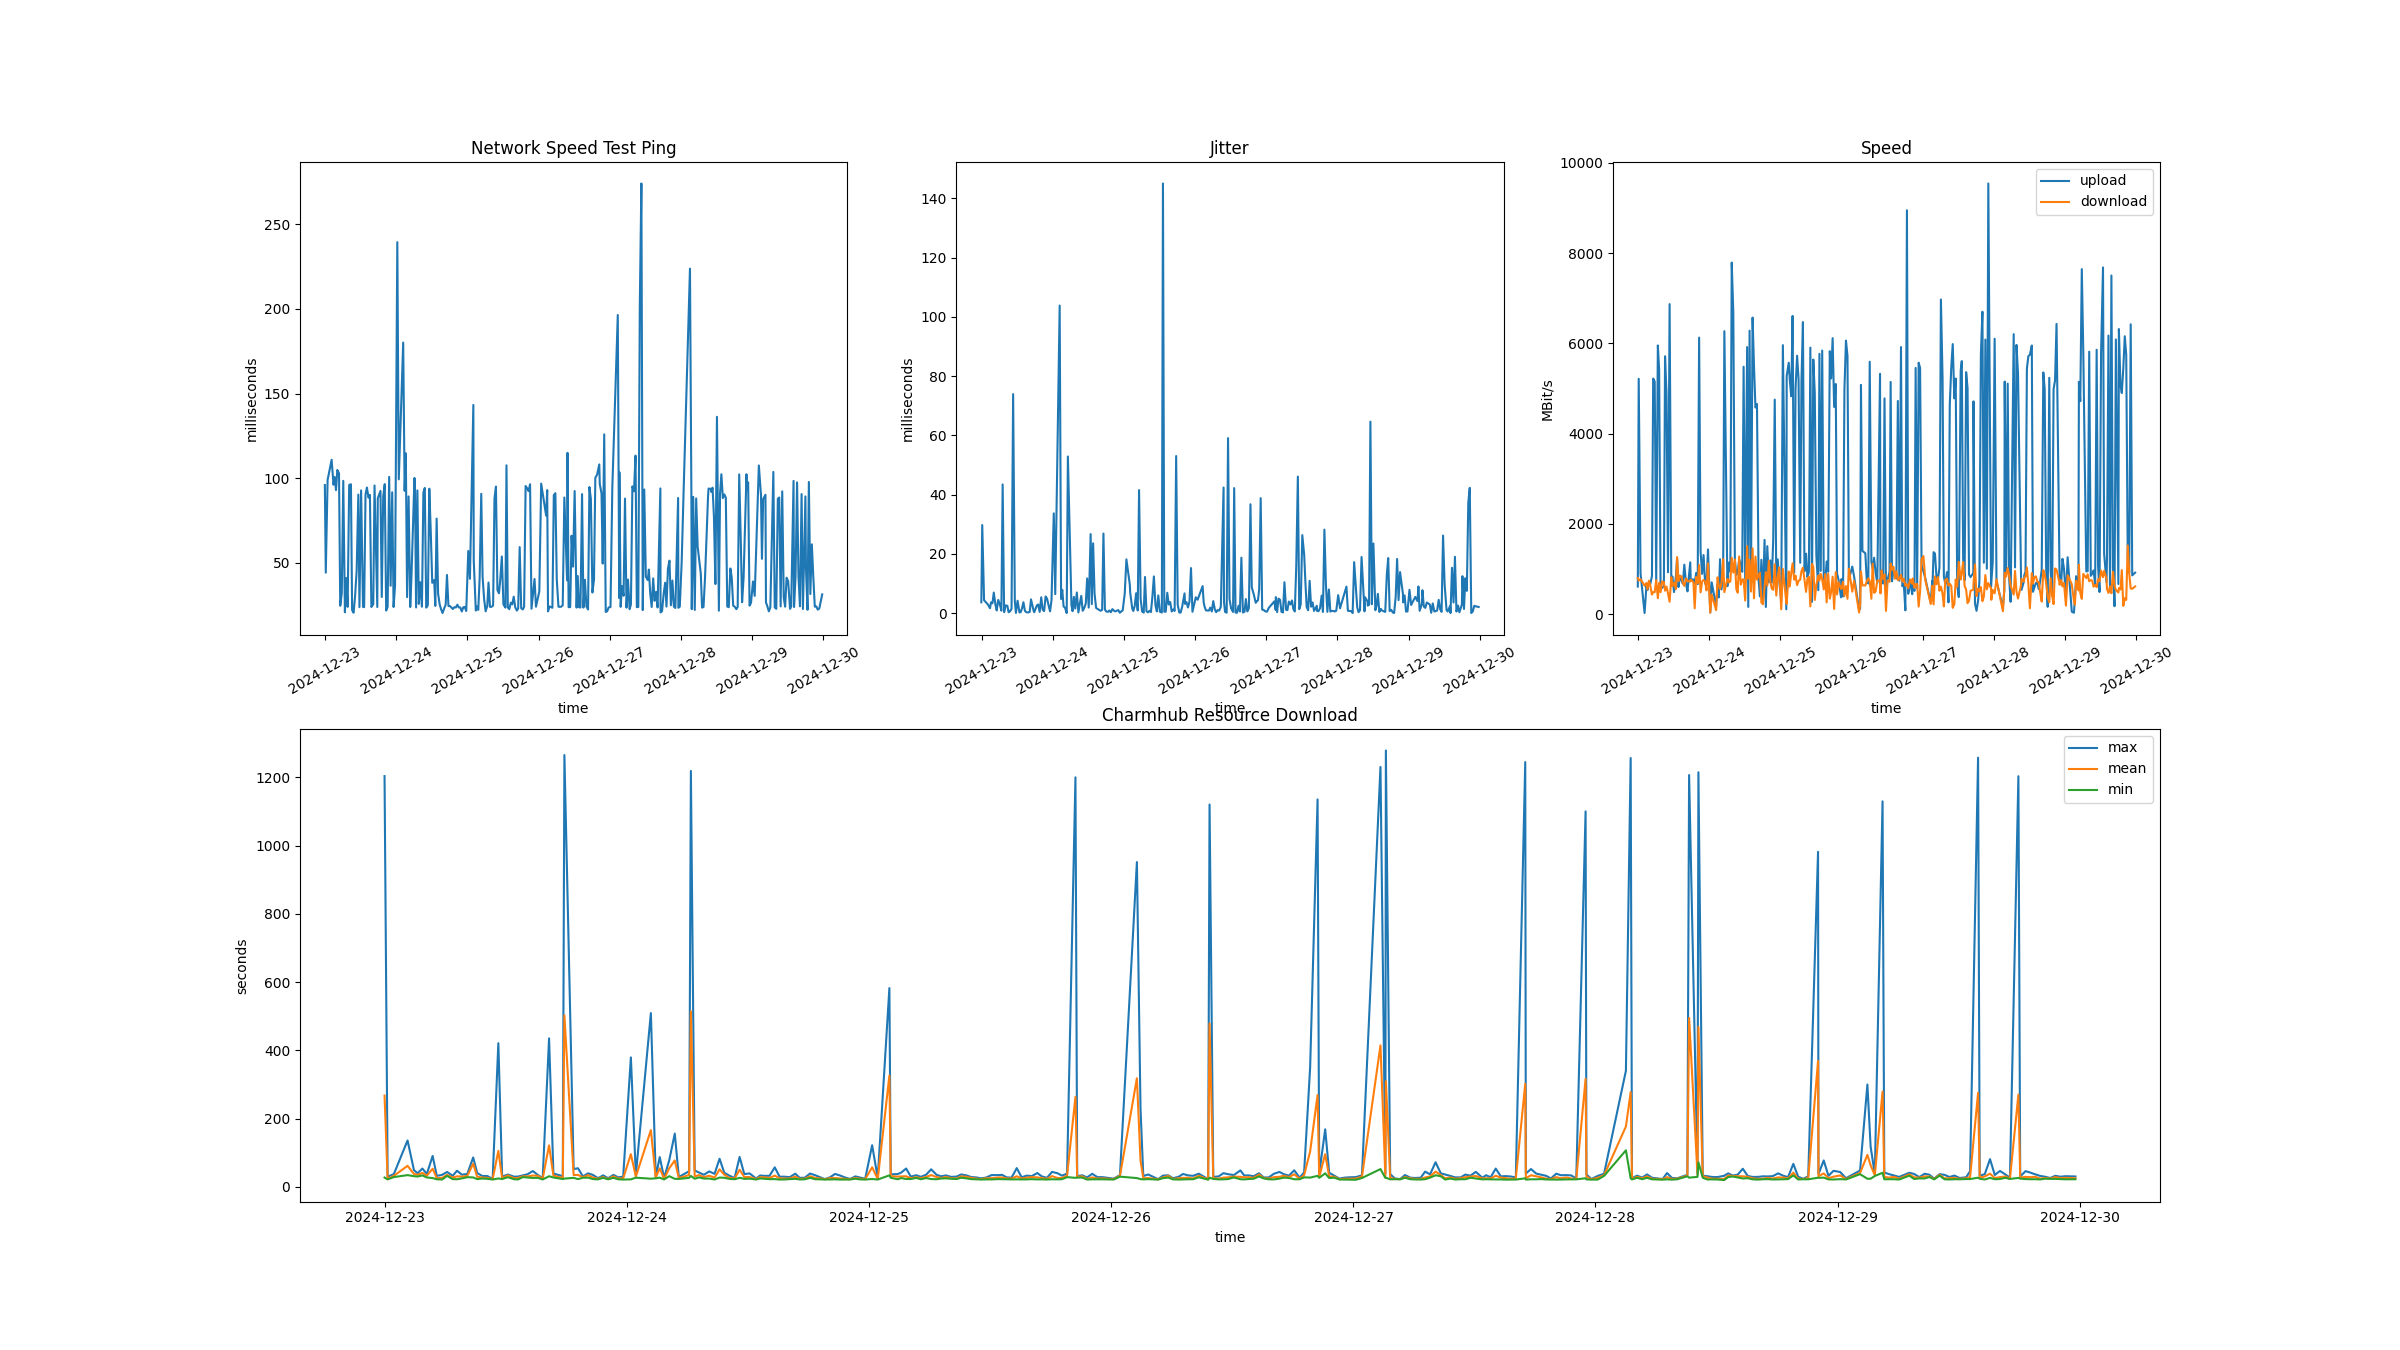 Network Speed Test Ping
milliseconds
250
200
150
100
50
2024-12-23 2024-12-24 2024-12-25 2024-12-26 2024-12-27 2024-12-28 2024-12-29 2024-12-30
time
Jitter
milliseconds
140
120
100
80
60
40
20
0
2024-12-23 2024-12-24 2024-12-25 2024-12-26 2024-12-27 2024-12-28 2024-12-29 2024-12-30
time
Speed
MBit/s
10000
8000
6000
4000
2000
0
upload
download
2024-12-23 2024-12-24 2024-12-25 2024-12-26 2024-12-27 2024-12-28 2024-12-29 2024-12-30
time
Charmhub Resource Download
seconds
1200
1000
800
600
400
200
0
max
mean
min
2024-12-23 2024-12-24 2024-12-25 2024-12-26 2024-12-27 2024-12-28 2024-12-29 2024-12-30
time